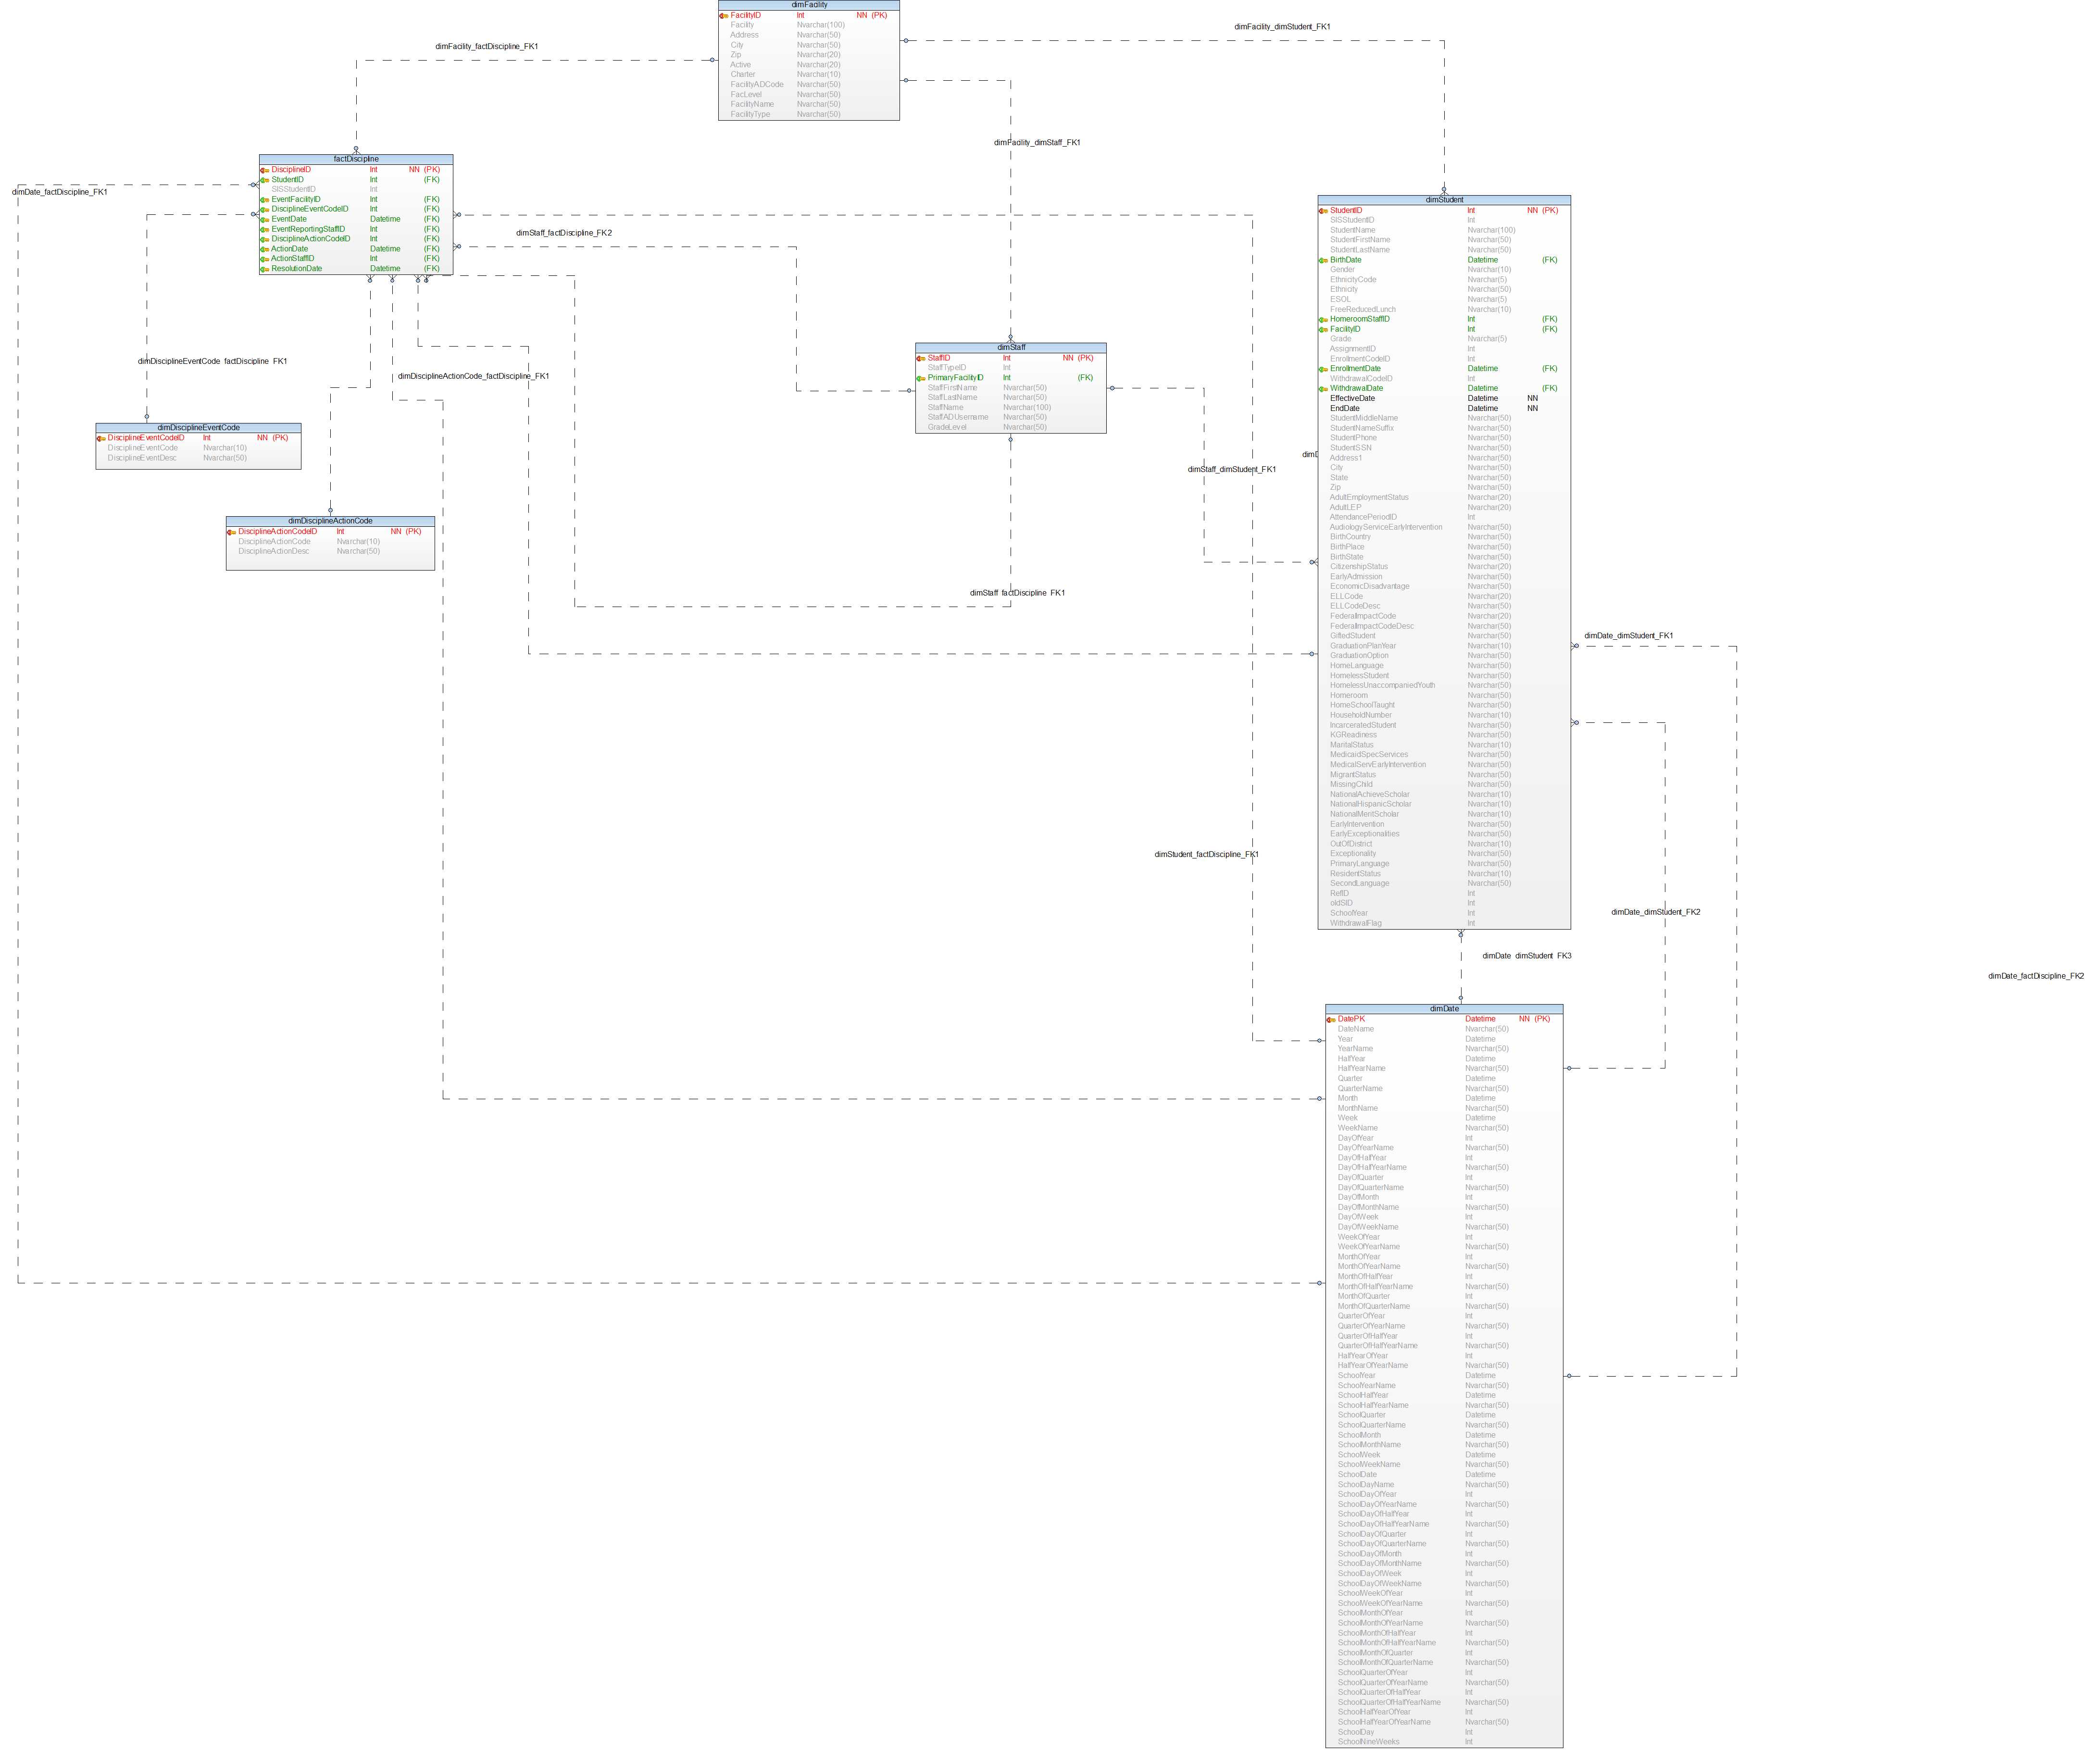 dimFacility
FacilityID Int NN (PK)
Facility Nvarchar(100)
Address Nvarchar(50)
City Nvarchar(50)
Zip Nvarchar(20)
Active Nvarchar(20)
Charter Nvarchar(10)
FacilityADCode Nvarchar(50)
FacLevel Nvarchar(50)
FacilityName Nvarchar(50)
FacilityType Nvarchar(50)
dimFacility_dimStudent_FK1
dimFacility_factDiscipline_FK1
dimFacility_dimStaff_FK1
factDiscipline
DisciplineID Int NN (PK)
StudentID Int (FK)
SISStudentID Int
EventFacilityID Int (FK)
DisciplineEventCodeID Int (FK)
EventDate Datetime (FK)
EventReportingStaffID Int (FK)
DisciplineActionCodeID Int (FK)
ActionDate Datetime (FK)
ActionStaffID Int (FK)
ResolutionDate Datetime (FK)
dimDate_factDiscipline_FK1
dimStaff_factDiscipline_FK2
dimDisciplineEventCode_factDiscipline_FK1
dimDisciplineActionCode_factDiscipline_FK1
dimDisciplineEventCode
DisciplineEventCodeID Int NN (PK)
DisciplineEventCode Nvarchar(10)
DisciplineEventDesc Nvarchar(50)
dimDisciplineActionCode
DisciplineActionCodeID Int NN (PK)
DisciplineActionCode Nvarchar(10)
DisciplineActionDesc Nvarchar(50)
dimStaff
StaffID Int NN (PK)
StaffTypeID Int
PrimaryFacilityID Int (FK)
StaffFirstName Nvarchar(50)
StaffLastName Nvarchar(50)
StaffName Nvarchar(100)
StaffADUsername Nvarchar(50)
GradeLevel Nvarchar(50)
dimStaff_dimStudent_FK1
dimStaff_factDiscipline_FK1
dimStudent_factDiscipline_FK1
dimStudent
StudentID Int NN (PK)
SISStudentID Int
StudentName Nvarchar(100)
StudentFirstName Nvarchar(50)
StudentLastName Nvarchar(50)
BirthDate Datetime (FK)
Gender Nvarchar(10)
EthnicityCode Nvarchar(5)
Ethnicity Nvarchar(50)
ESOL Nvarchar(5)
FreeReducedLunch Nvarchar(10)
HomeroomStaffID Int (FK)
FacilityID Int (FK)
Grade Nvarchar(5)
AssignmentID Int
EnrollmentCodeID Int
EnrollmentDate Datetime (FK)
WithdrawalCodeID Int
WithdrawalDate Datetime (FK)
EffectiveDate Datetime NN
EndDate Datetime NN
StudentMiddleName Nvarchar(50)
StudentNameSuffix Nvarchar(50)
StudentPhone Nvarchar(50)
StudentSSN Nvarchar(50)
Address1 Nvarchar(50)
City Nvarchar(50)
State Nvarchar(50)
Zip Nvarchar(50)
AdultEmploymentStatus Nvarchar(20)
AdultLEP Nvarchar(20)
AttendancePeriodID Int
AudiologyServiceEarlyIntervention Nvarchar(50)
BirthCountry Nvarchar(50)
BirthPlace Nvarchar(50)
BirthState Nvarchar(50)
CitizenshipStatus Nvarchar(20)
EarlyAdmission Nvarchar(50)
EconomicDisadvantage Nvarchar(50)
ELLCode Nvarchar(20)
ELLCodeDesc Nvarchar(50)
FederalImpactCode Nvarchar(20)
FederalImpactCodeDesc Nvarchar(50)
GiftedStudent Nvarchar(50)
GraduationPlanYear Nvarchar(10)
GraduationOption Nvarchar(50)
HomeLanguage Nvarchar(50)
HomelessStudent Nvarchar(50)
HomelessUnaccompaniedYouth Nvarchar(50)
Homeroom Nvarchar(50)
HomeSchoolTaught Nvarchar(50)
HouseholdNumber Nvarchar(10)
IncarceratedStudent Nvarchar(50)
KGReadiness Nvarchar(50)
MaritalStatus Nvarchar(10)
MedicaidSpecServices Nvarchar(50)
MedicalServEarlyIntervention Nvarchar(50)
MigrantStatus Nvarchar(50)
MissingChild Nvarchar(50)
NationalAchieveScholar Nvarchar(10)
NationalHispanicScholar Nvarchar(10)
NationalMeritScholar Nvarchar(10)
EarlyIntervention Nvarchar(50)
EarlyExceptionalities Nvarchar(50)
OutOfDistrict Nvarchar(10)
Exceptionality Nvarchar(50)
PrimaryLanguage Nvarchar(50)
ResidentStatus Nvarchar(10)
SecondLanguage Nvarchar(50)
RefID Int
oldSID Int
SchoolYear Int
WithdrawalFlag Int
dimDate_dimStudent_FK1
dimDate_dimStudent_FK2
dimDate_dimStudent_FK3
dimDate_factDiscipline_FK2
dimDate
DatePK Datetime NN (PK)
DateName Nvarchar(50)
Year Datetime
YearName Nvarchar(50)
HalfYear Datetime
HalfYearName Nvarchar(50)
Quarter Datetime
QuarterName Nvarchar(50)
Month Datetime
MonthName Nvarchar(50)
Week Datetime
WeekName Nvarchar(50)
DayOfYear Int
DayOfYearName Nvarchar(50)
DayOfHalfYear Int
DayOfHalfYearName Nvarchar(50)
DayOfQuarter Int
DayOfQuarterName Nvarchar(50)
DayOfMonth Int
DayOfMonthName Nvarchar(50)
DayOfWeek Int
DayOfWeekName Nvarchar(50)
WeekOfYear Int
WeekOfYearName Nvarchar(50)
MonthOfYear Int
MonthOfYearName Nvarchar(50)
MonthOfHalfYear Int
MonthOfHalfYearName Nvarchar(50)
MonthOfQuarter Int
MonthOfQuarterName Nvarchar(50)
QuarterOfYear Int
QuarterOfYearName Nvarchar(50)
QuarterOfHalfYear Int
QuarterOfHalfYearName Nvarchar(50)
HalfYearOfYear Int
HalfYearOfYearName Nvarchar(50)
SchoolYear Datetime
SchoolYearName Nvarchar(50)
SchoolHalfYear Datetime
SchoolHalfYearName Nvarchar(50)
SchoolQuarter Datetime
SchoolQuarterName Nvarchar(50)
SchoolMonth Datetime
SchoolMonthName Nvarchar(50)
SchoolWeek Datetime
SchoolWeekName Nvarchar(50)
SchoolDate Datetime
SchoolDayName Nvarchar(50)
SchoolDayOfYear Int
SchoolDayOfYearName Nvarchar(50)
SchoolDayOfHalfYear Int
SchoolDayOfHalfYearName Nvarchar(50)
SchoolDayOfQuarter Int
SchoolDayOfQuarterName Nvarchar(50)
SchoolDayOfMonth Int
SchoolDayOfMonthName Nvarchar(50)
SchoolDayOfWeek Int
SchoolDayOfWeekName Nvarchar(50)
SchoolWeekOfYear Int
SchoolWeekOfYearName Nvarchar(50)
SchoolMonthOfYear Int
SchoolMonthOfYearName Nvarchar(50)
SchoolMonthOfHalfYear Int
SchoolMonthOfHalfYearName Nvarchar(50)
SchoolMonthOfQuarter Int
SchoolMonthOfQuarterName Nvarchar(50)
SchoolQuarterOfYear Int
SchoolQuarterOfYearName Nvarchar(50)
SchoolQuarterOfHalfYear Int
SchoolQuarterOfHalfYearName Nvarchar(50)
SchoolHalfYearOfYear Int
SchoolHalfYearOfYearName Nvarchar(50)
SchoolDay Int
SchoolNineWeeks Int